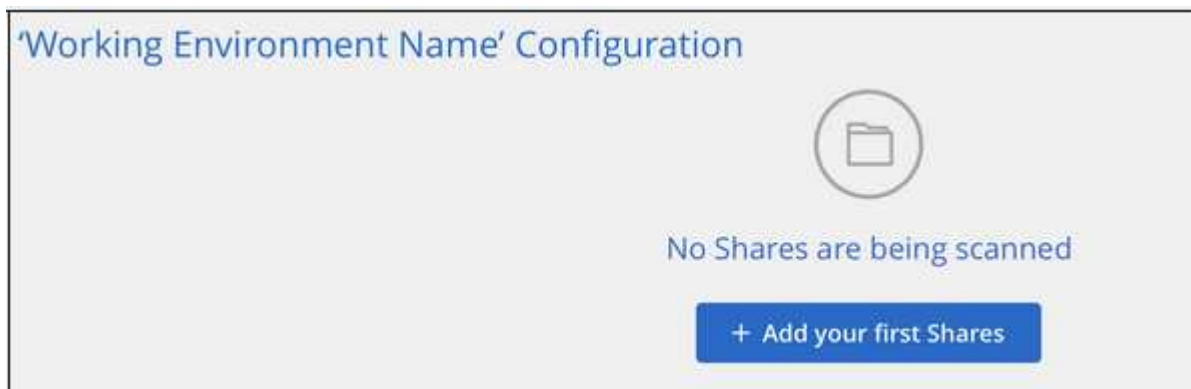 ‘Working Environment Name’ Configuration
No Shares are being scanned
+ Add your first Shares